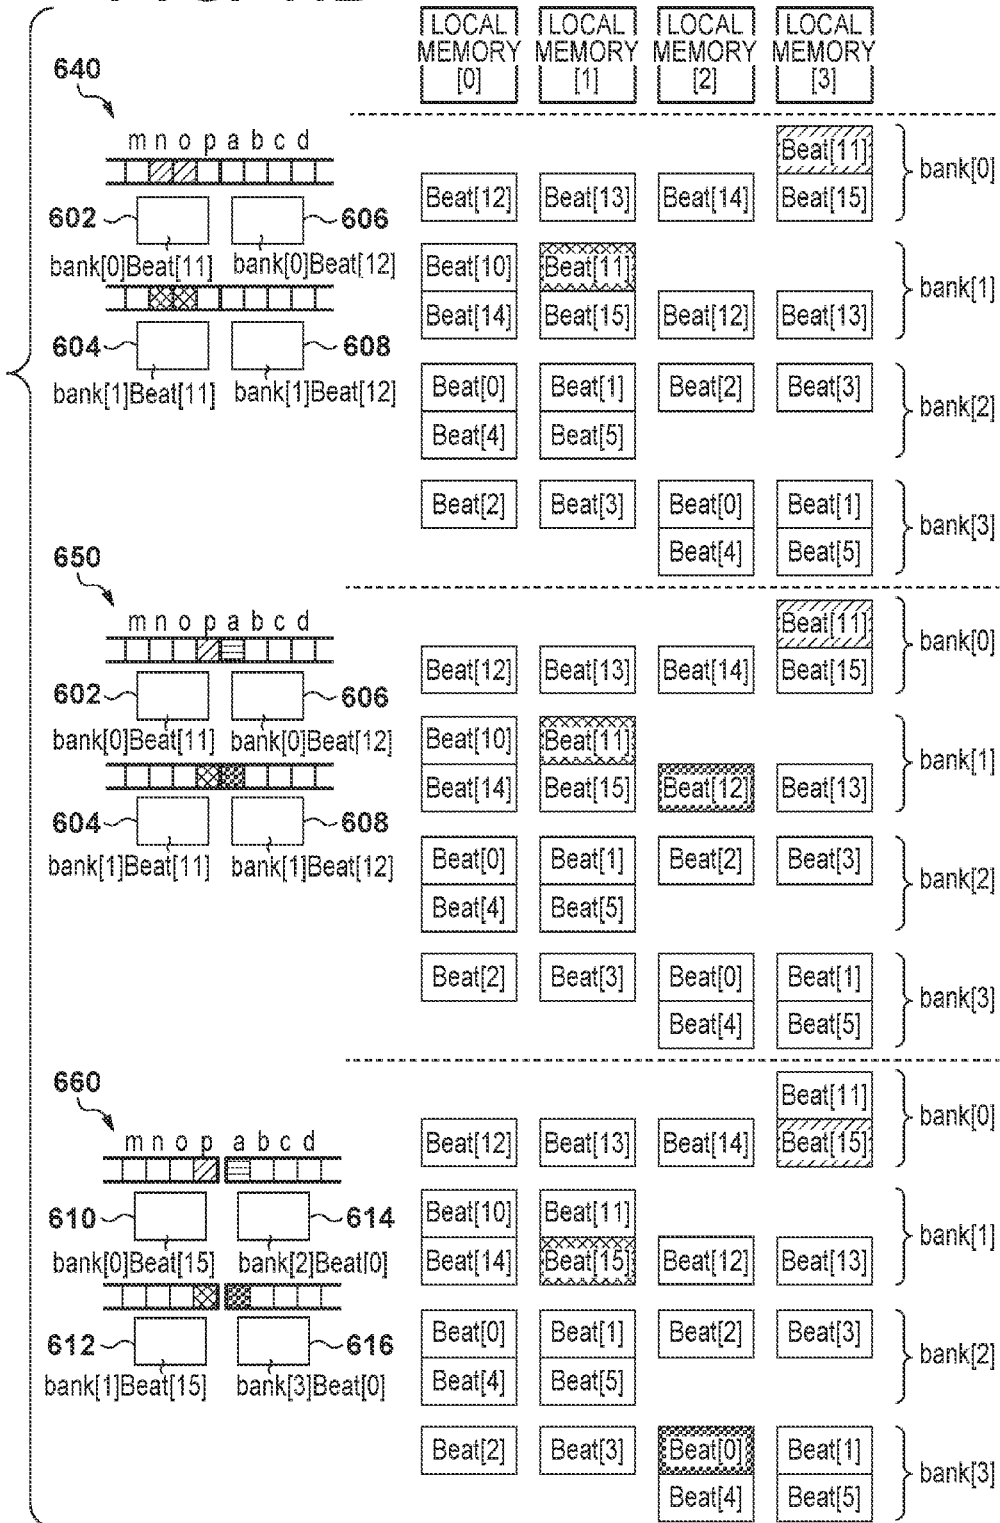 LOCAL MEMORY [0] LOCAL MEMORY [1] LOCAL MEMORY [2] LOCAL MEMORY [3]
640
m n o p a b c d
602 606
bank[0]Beat[11] bank[0]Beat[12]
604 608
bank[1]Beat[11] bank[1]Beat[12]
Beat[11] bank[0]
Beat[12] Beat[13] Beat[14] Beat[15]
Beat[10] Beat[11] bank[1]
Beat[14] Beat[15] Beat[12] Beat[13]
Beat[0] Beat[1] Beat[2] Beat[3] bank[2]
Beat[4] Beat[5]
Beat[2] Beat[3] Beat[0] Beat[1] bank[3]
Beat[4] Beat[5]
650
m n o p a b c d
602 606
bank[0]Beat[11] bank[0]Beat[12]
604 608
bank[1]Beat[11] bank[1]Beat[12]
Beat[11] bank[0]
Beat[12] Beat[13] Beat[14] Beat[15]
Beat[10] Beat[11] bank[1]
Beat[14] Beat[15] Beat[12] Beat[13]
Beat[0] Beat[1] Beat[2] Beat[3] bank[2]
Beat[4] Beat[5]
Beat[2] Beat[3] Beat[0] Beat[1] bank[3]
Beat[4] Beat[5]
660
m n o p a b c d
610 614
bank[0]Beat[15] bank[2]Beat[0]
612 616
bank[1]Beat[15] bank[3]Beat[0]
Beat[11] bank[0]
Beat[12] Beat[13] Beat[14] Beat[15]
Beat[10] Beat[11] bank[1]
Beat[14] Beat[15] Beat[12] Beat[13]
Beat[0] Beat[1] Beat[2] Beat[3] bank[2]
Beat[4] Beat[5]
Beat[2] Beat[3] Beat[0] Beat[1] bank[3]
Beat[4] Beat[5]